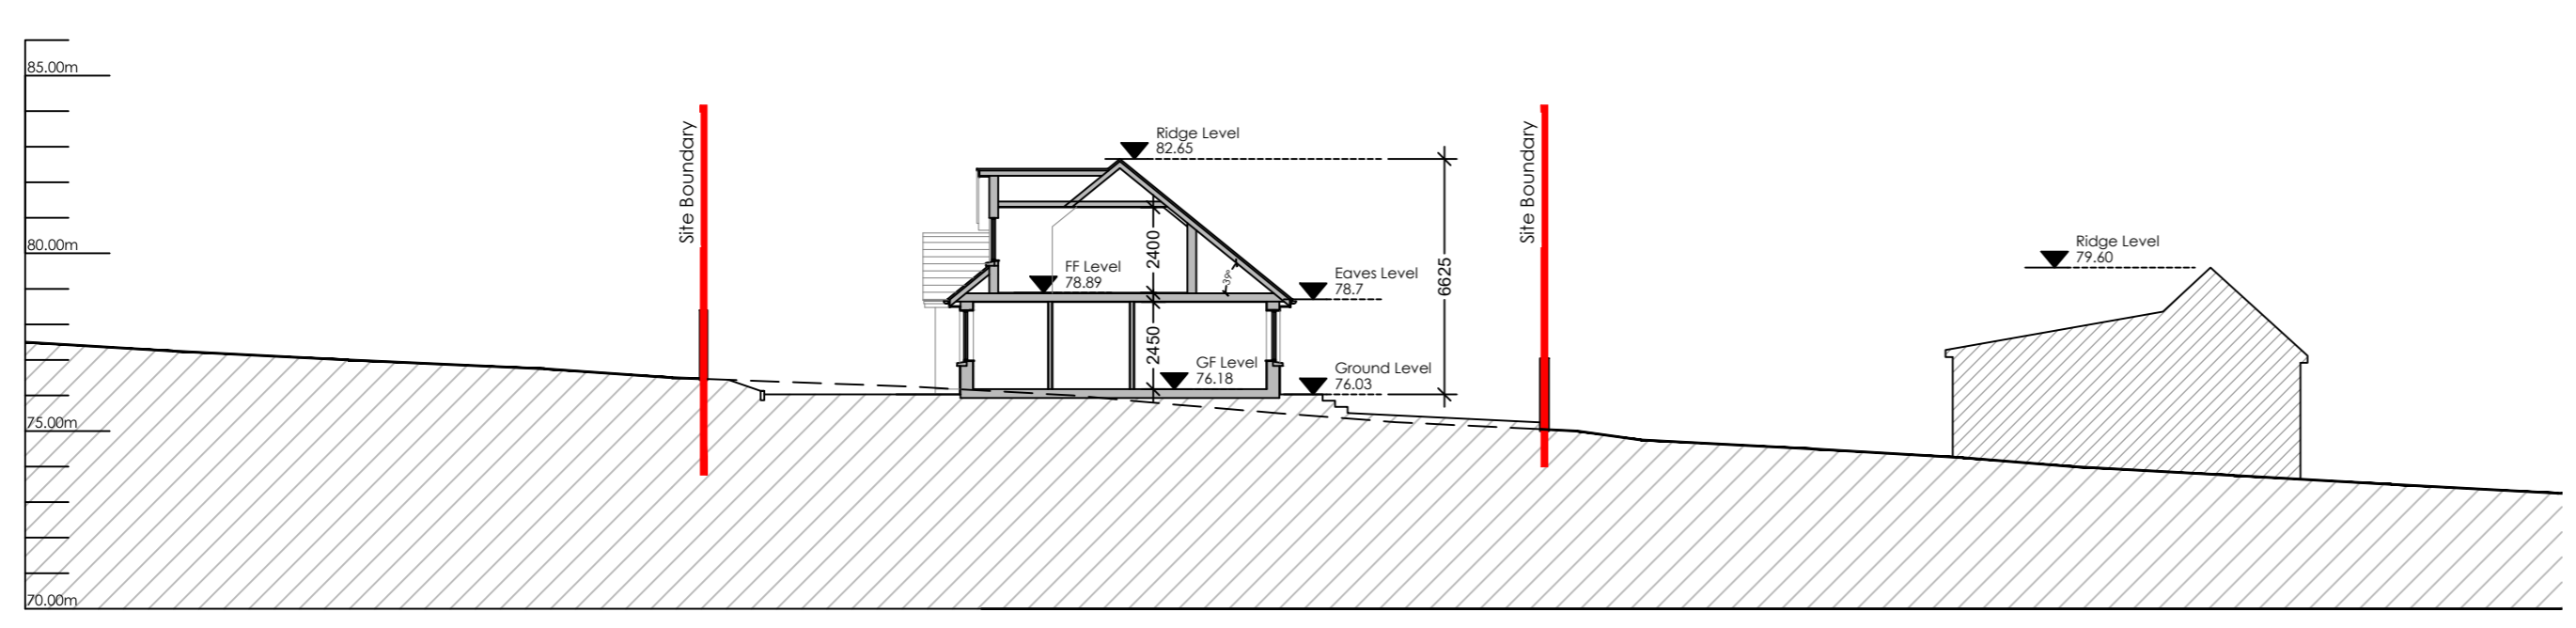 85.00m
80.00m
75.00m
70.00m
Site Boundary
Ridge Level
82.65
FF Level
78.89
2400
39°
2450
GF Level
76.18
Eaves Level
78.7
Ground Level
76.03
6625
Site Boundary
Ridge Level
79.60